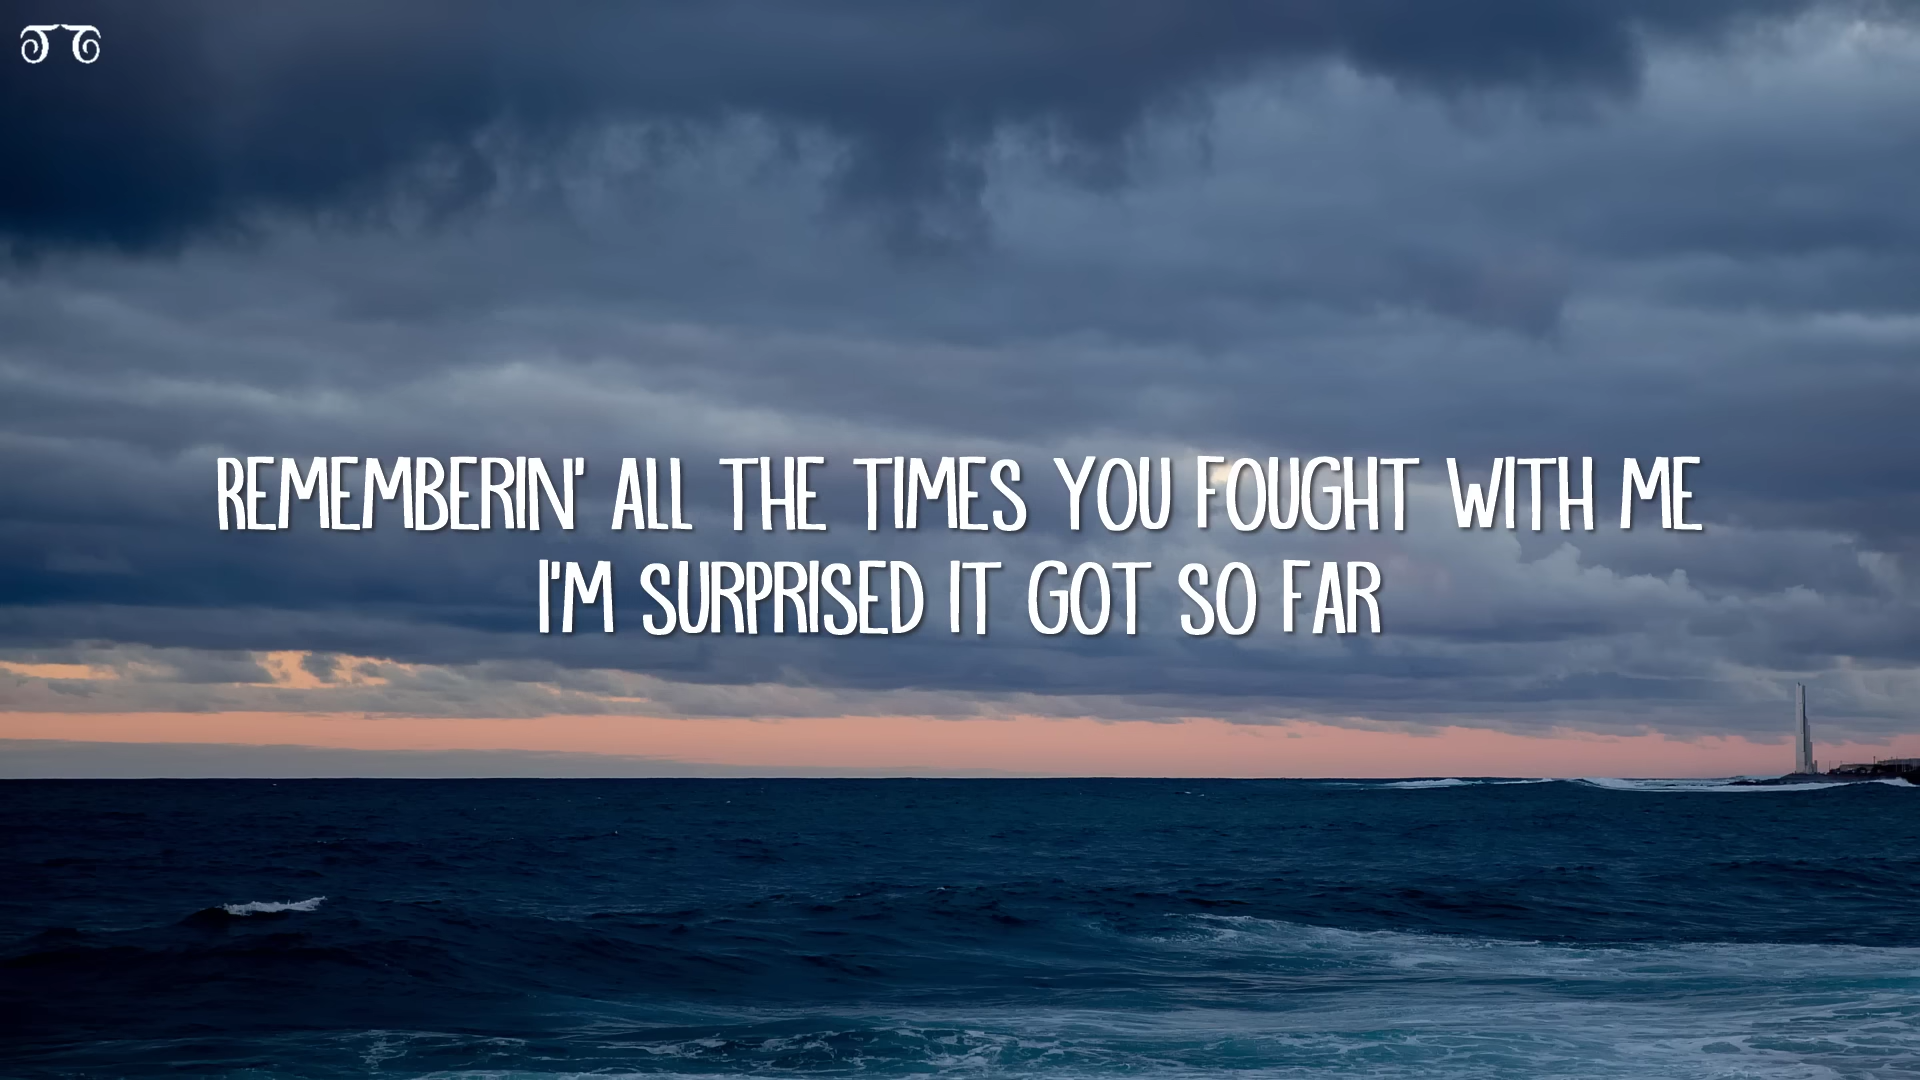 REMEMBERIN' ALL THE TIMES YOU FOUGHT WITH ME
I'M SURPRISED IT GOT SO FAR